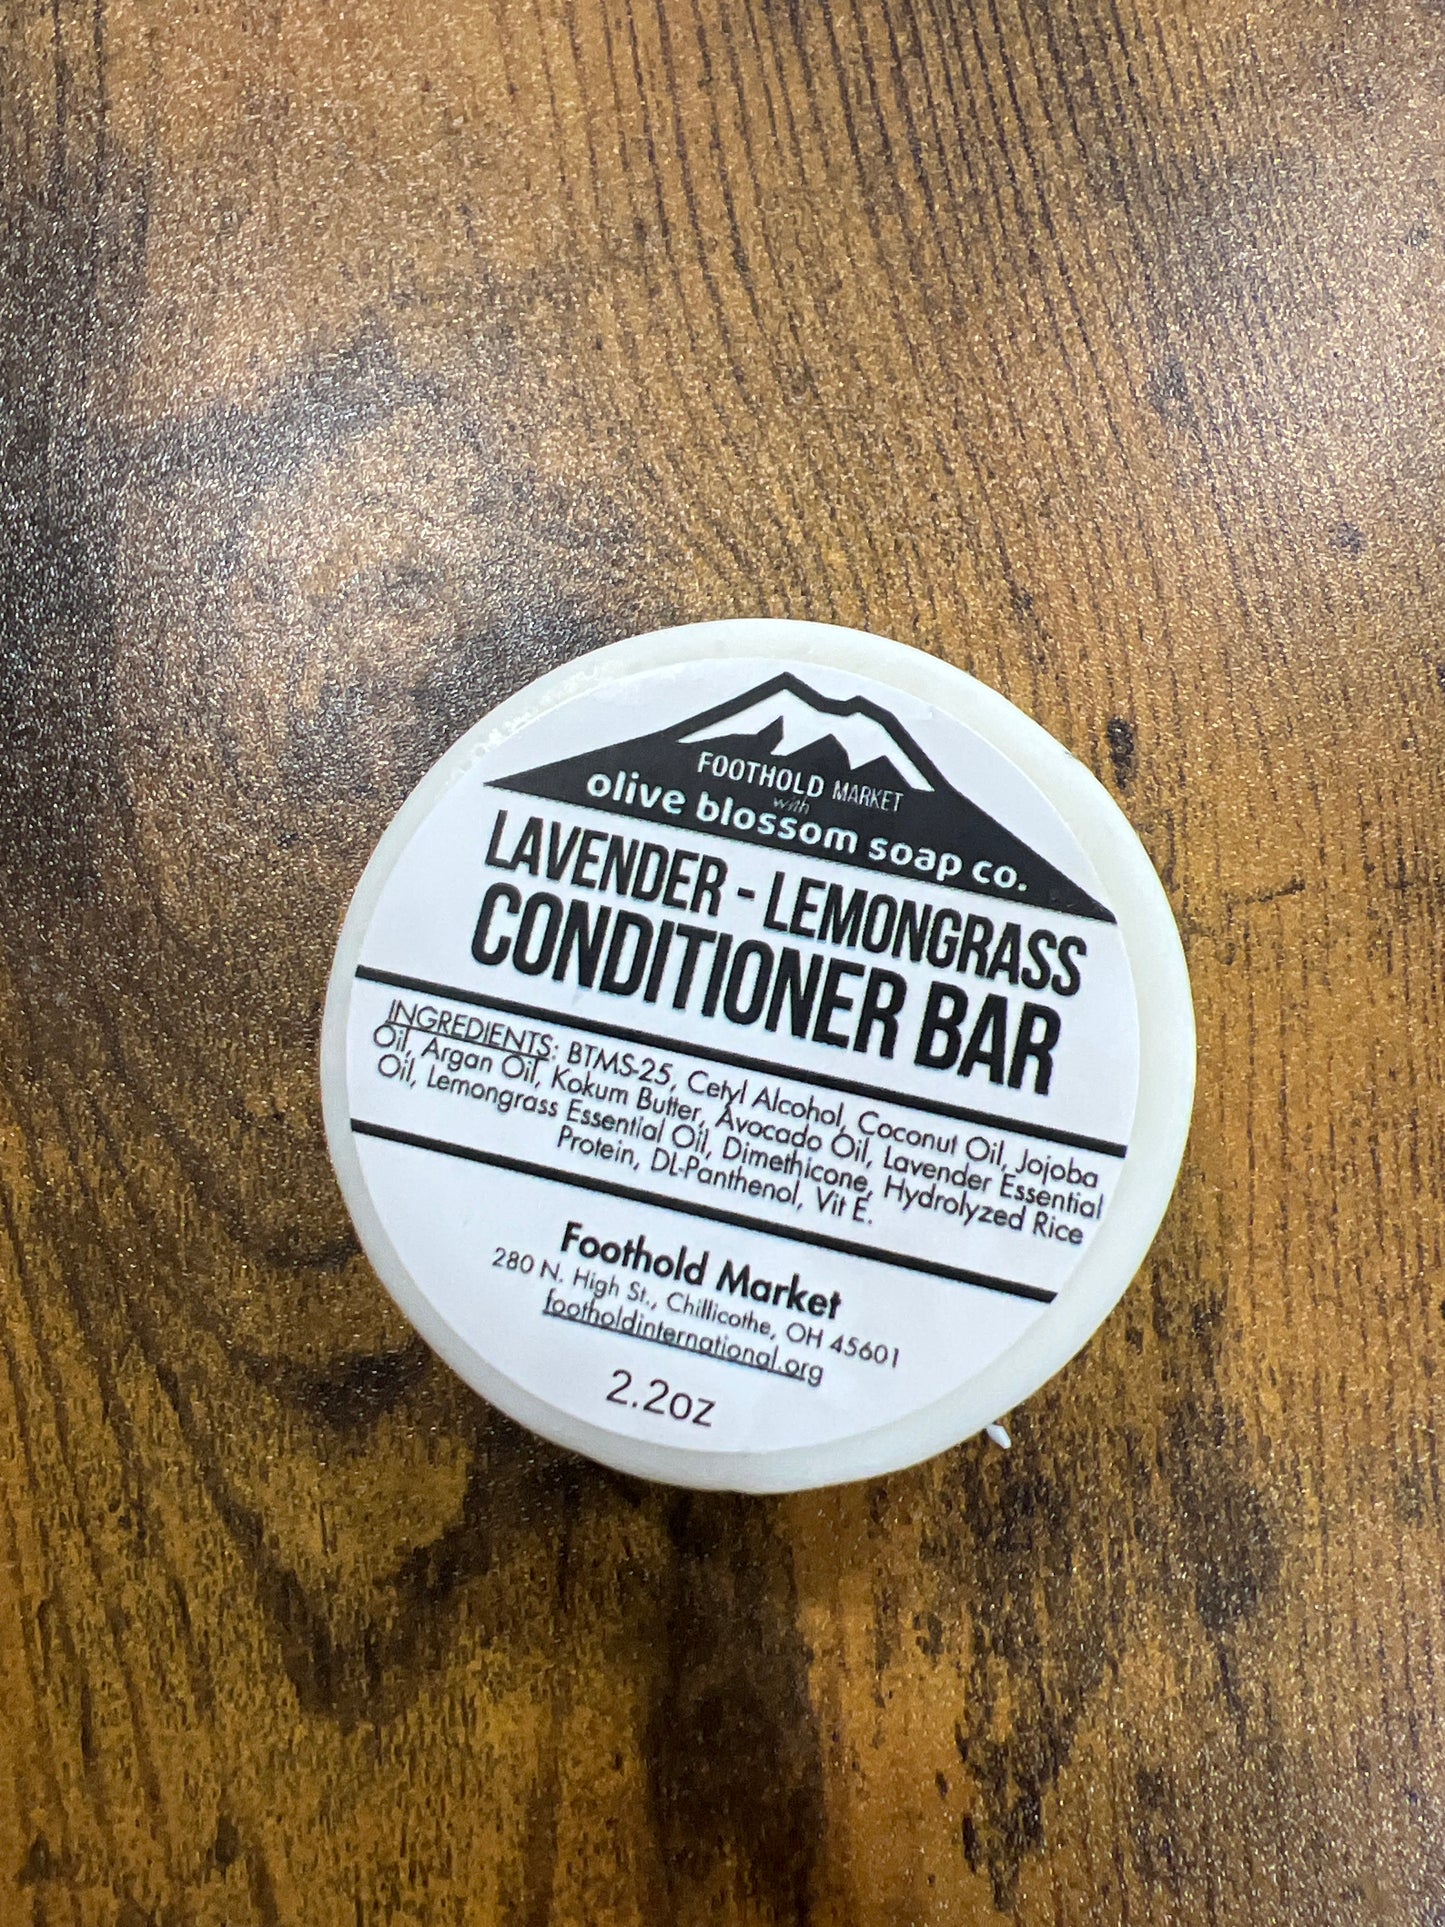 FOOTHOLD MARKET
with
olive blossom soap co.
LAVENDER - LEMONGRASS
CONDITIONER BAR
INGREDIENTS: BTMS-25, Cetyl Alcohol, Coconut Oil, Jojoba
Oil, Argan Oil, Kokum Butter, Avocado Oil, Lavender Essential
Oil, Lemongrass Essential Oil, Dimethicone, Hydrolyzed Rice
Protein, DL-Panthenol, Vit E.
Foothold Market
280 N. High St., Chillicothe, OH 45601
footholdinternational.org
2.2oz